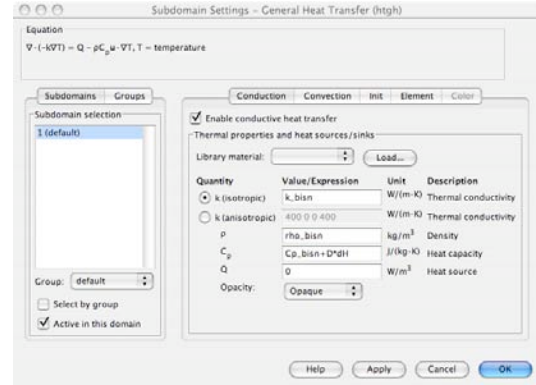 Subdomain Settings - General Heat Transfer (htgh)
Equation
∇·(-k∇T) = Q - ρCₚu·∇T, T = temperature
Subdomains Groups
Subdomain selection
1 (default)
Group: default
Select by group
Active in this domain
Conduction Convection Init Element Color
Enable conductive heat transfer
Thermal properties and heat sources/sinks
Library material: Load...
Quantity Value/Expression Unit Description
k (isotropic) k_bisn W/(m·K) Thermal conductivity
k (anisotropic) 400 0 0 400 W/(m·K) Thermal conductivity
ρ rho_bisn kg/m³ Density
Cₚ Cp_bisn+D*dH J/(kg·K) Heat capacity
Q 0 W/m³ Heat source
Opacity: Opaque
Help Apply Cancel OK